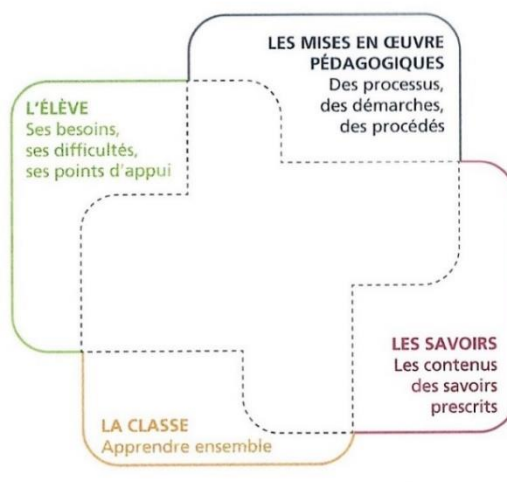 LES MISES EN ŒUVRE
PÉDAGOGIQUES
Des processus,
des démarches,
des procédés
L'ÉLÈVE
Ses besoins,
ses difficultés,
ses points d'appui
LES SAVOIRS
Les contenus
des savoirs
prescrits
LA CLASSE
Apprendre ensemble